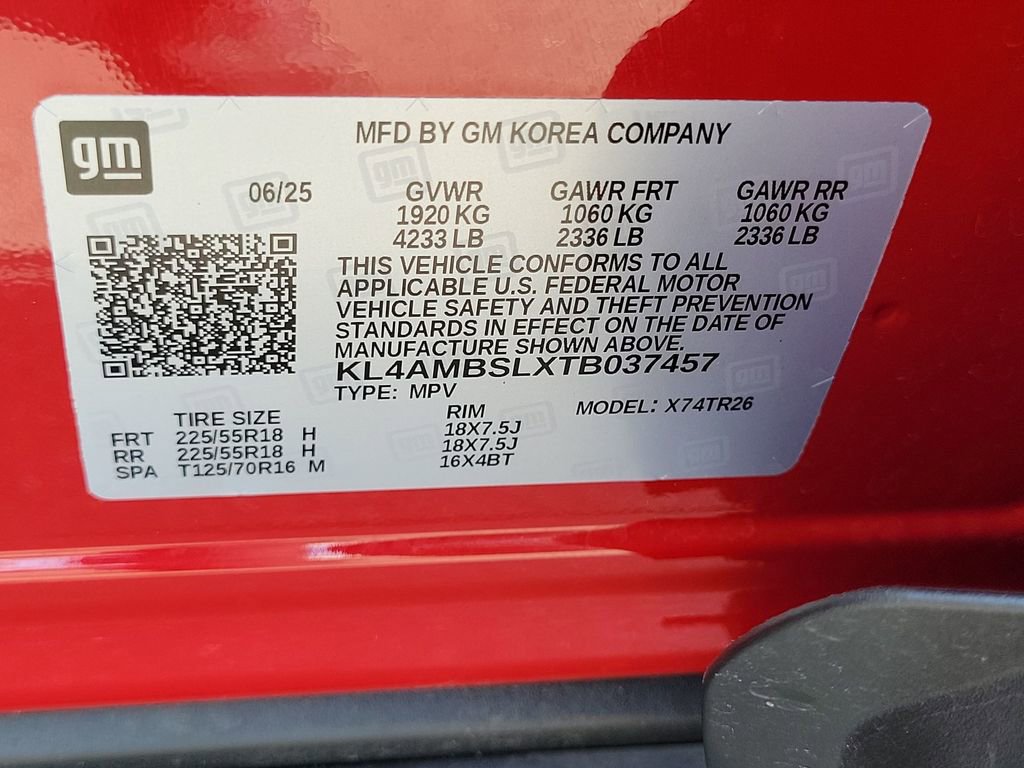 gm
MFD BY GM KOREA COMPANY
06/25 GVWR GAWR FRT GAWR RR
1920 KG 1060 KG 1060 KG
4233 LB 2336 LB 2336 LB
THIS VEHICLE CONFORMS TO ALL
APPLICABLE U.S. FEDERAL MOTOR
VEHICLE SAFETY AND THEFT PREVENTION
STANDARDS IN EFFECT ON THE DATE OF
MANUFACTURE SHOWN ABOVE.
KL4AMBSLXTB037457
TYPE: MPV
MODEL: X74TR26
TIRE SIZE RIM
FRT 225/55R18 H 18X7.5J
RR 225/55R18 H 18X7.5J
SPA T125/70R16 M 16X4BT